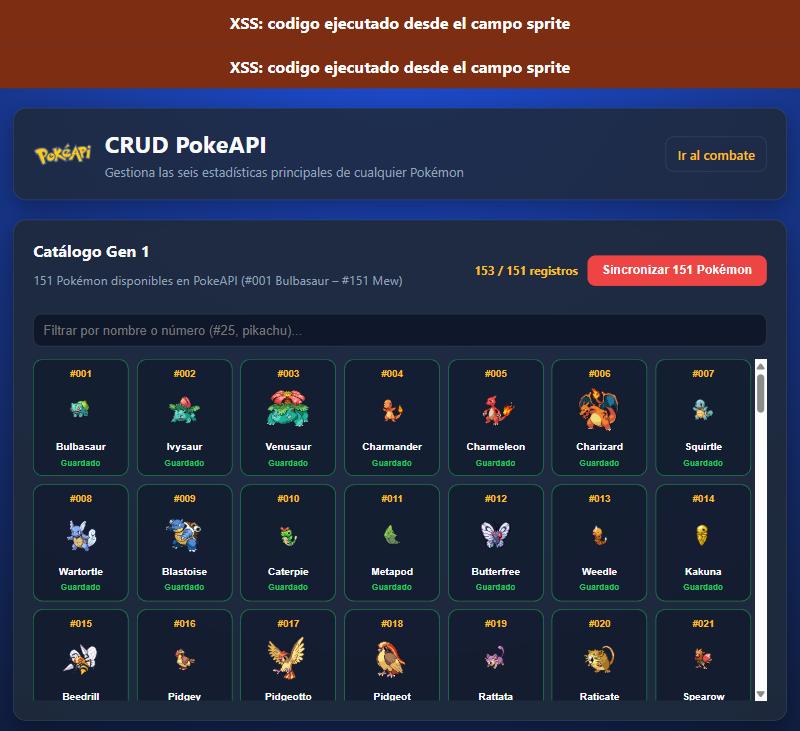 XSS: codigo ejecutado desde el campo sprite
XSS: codigo ejecutado desde el campo sprite
PokéAPi
CRUD PokeAPI
Gestiona las seis estadísticas principales de cualquier Pokémon
Ir al combate
Catálogo Gen 1
151 Pokémon disponibles en PokeAPI (#001 Bulbasaur – #151 Mew)
153 / 151 registros
Sincronizar 151 Pokémon
Filtrar por nombre o número (#25, pikachu)...
#001 #002 #003 #004 #005 #006 #007
Bulbasaur Ivysaur Venusaur Charmander Charmeleon Charizard Squirtle
Guardado Guardado Guardado Guardado Guardado Guardado Guardado
#008 #009 #010 #011 #012 #013 #014
Wartortle Blastoise Caterpie Metapod Butterfree Weedle Kakuna
Guardado Guardado Guardado Guardado Guardado Guardado Guardado
#015 #016 #017 #018 #019 #020 #021
Beedrill Pidgey Pidgeotto Pidgeot Rattata Raticate Spearow